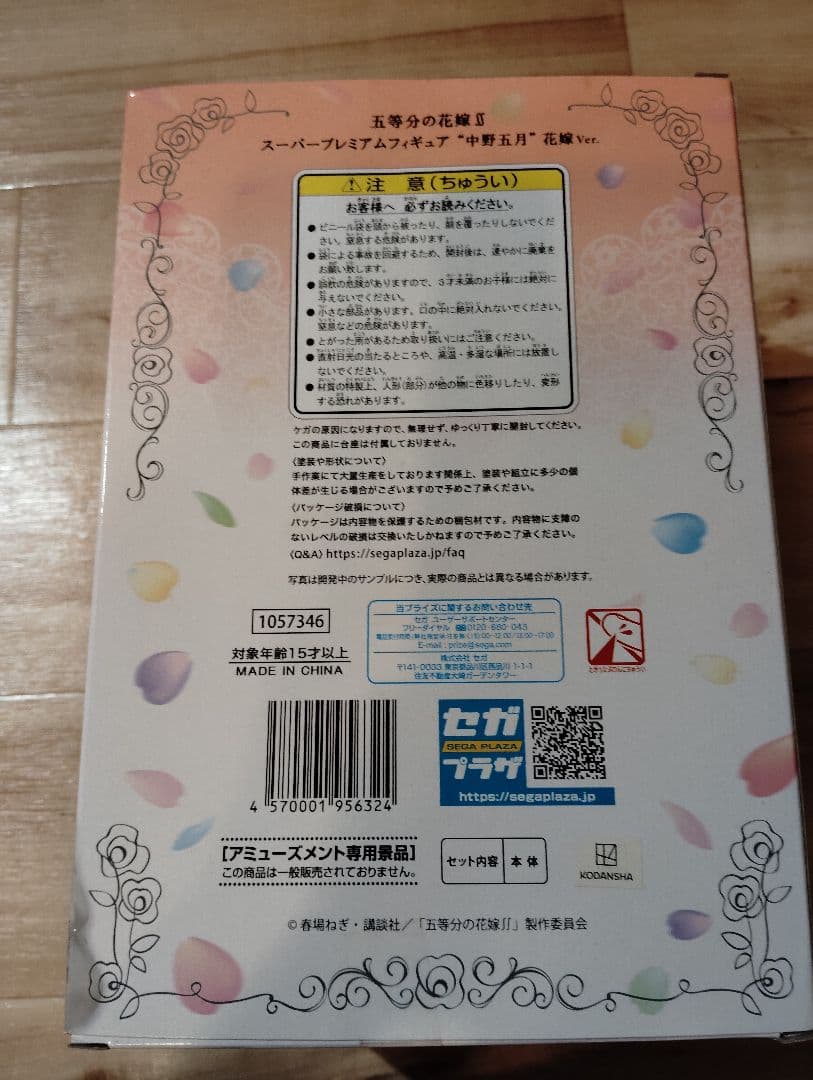 五等分の花嫁∬
スーパープレミアムフィギュア“中野五月”花嫁Ver.
注 意(ちゅうい)
お客様へ 必ずお読みください。
●ビニール袋を頭から被ったり、顔を覆ったりしないでくだ
さい。窒息する危険があります。
●袋による事故を回避するため、開封後は、速やかに廃棄を
お願い致します。
●誤飲の危険がありますので、3才未満のお子様には絶対に
与えないでください。
●小さな部品があります。口の中に絶対入れないでください。
窒息などの危険があります。
●とがった所があるため取り扱いにはご注意ください。
●直射日光の当たるところや、高温・多湿な場所には放置し
ないでください。
●材質の特製上、人形(部分)が他の物に色移りしたり、変形
する恐れがあります。
ケガの原因になりますので、無理せず、ゆっくり丁寧に開封してください。
この商品に台座は付属しておりません。
〈塗装や形状について〉
手作業にて大量生産をしております関係上、塗装や組立に多少の個
体差が生じる場合がございますので予めご了承ください。
〈パッケージ破損について〉
パッケージは内容物を保護するための梱包材です。内容物に支障の
ないレベルの破損は交換いたしかねますので予めご了承ください。
〈Q&A〉https://segaplaza.jp/faq
写真は開発中のサンプルにつき、実際の商品とは異なる場合があります。
1057346
対象年齢15才以上
MADE IN CHINA
当プライズに関するお問い合わせ先
セガ ユーザーサポートセンター
フリーダイヤル 0120-680-043
E-mail : prize@sega.com
株式会社 セガ
〒141-0033 東京都品川区西品川1-1-1
住友不動産大崎ガーデンタワー
とがったぶひんにちゅうい
4 570001 956324
セガ
SEGA PLAZA
プラザ
https://segaplaza.jp
[アミューズメント専用景品]
この商品は一般販売されておりません。
セット内容 本体
KODANSHA
©春場ねぎ・講談社/「五等分の花嫁∬」製作委員会